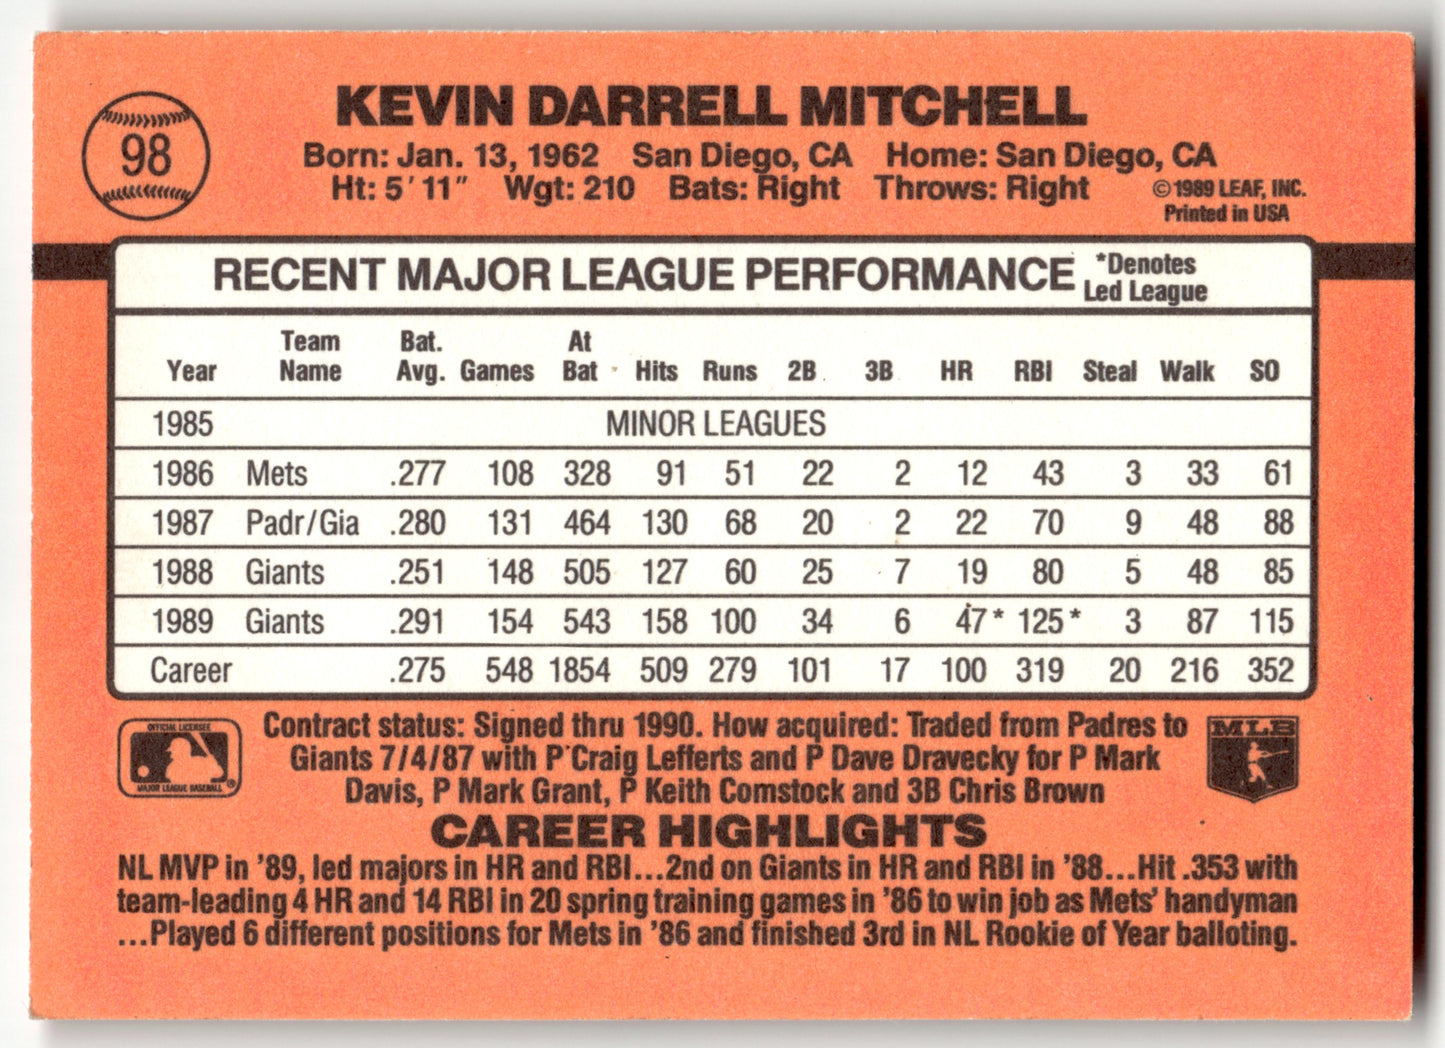 98
KEVIN DARRELL MITCHELL
Born: Jan. 13, 1962 San Diego, CA Home: San Diego, CA
Ht: 5' 11" Wgt: 210 Bats: Right Throws: Right
©1989 LEAF, INC.
Printed in USA
RECENT MAJOR LEAGUE PERFORMANCE *Denotes
Led League
Year Team Name Bat. Avg. Games At Bat Hits Runs 2B 3B HR RBI Steal Walk SO
1985 MINOR LEAGUES
1986 Mets .277 108 328 91 51 22 2 12 43 3 33 61
1987 Padr/Gia .280 131 464 130 68 20 2 22 70 9 48 88
1988 Giants .251 148 505 127 60 25 7 19 80 5 48 85
1989 Giants .291 154 543 158 100 34 6 47* 125* 3 87 115
Career .275 548 1854 509 279 101 17 100 319 20 216 352
OFFICIAL LICENSEE
MAJOR LEAGUE BASEBALL
®
Contract status: Signed thru 1990. How acquired: Traded from Padres to
Giants 7/4/87 with P Craig Lefferts and P Dave Dravecky for P Mark
Davis, P Mark Grant, P Keith Comstock and 3B Chris Brown
MLB
CAREER HIGHLIGHTS
NL MVP in '89, led majors in HR and RBI...2nd on Giants in HR and RBI in '88...Hit .353 with
team-leading 4 HR and 14 RBI in 20 spring training games in '86 to win job as Mets' handyman
...Played 6 different positions for Mets in '86 and finished 3rd in NL Rookie of Year balloting.